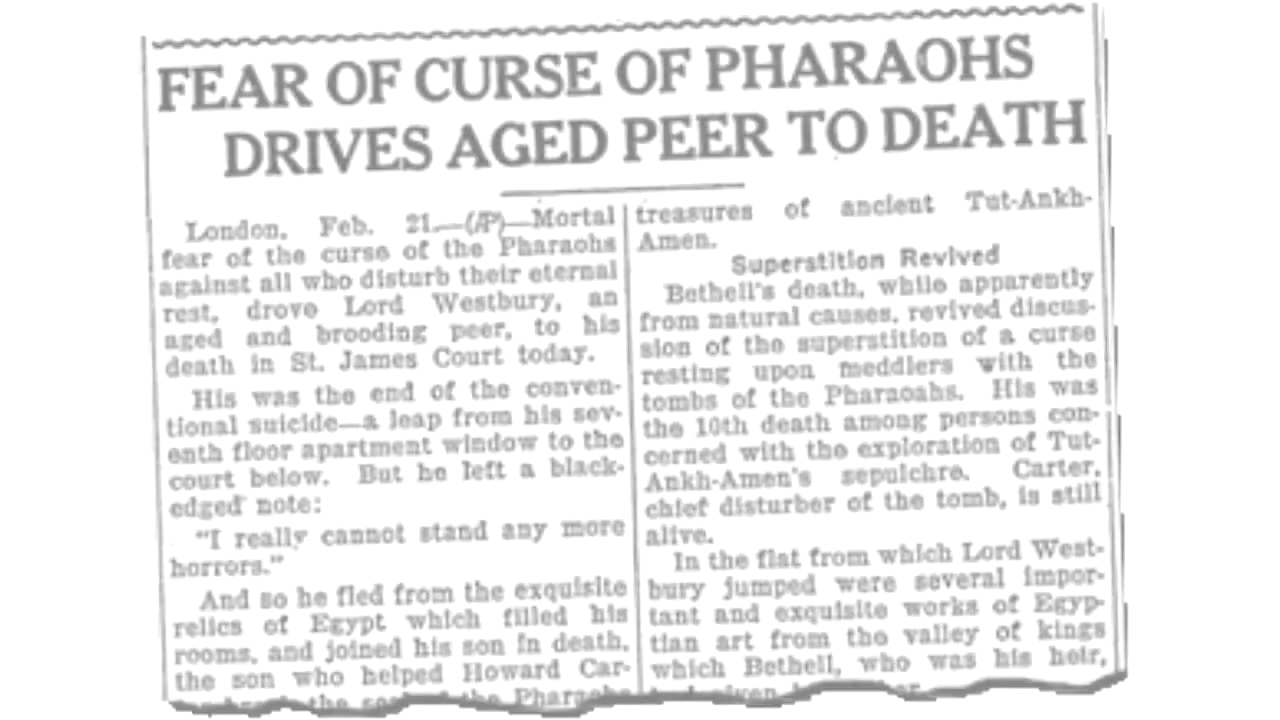 FEAR OF CURSE OF PHARAOHS
DRIVES AGED PEER TO DEATH
London, Feb. 21.—(AP)—Mortal
fear of the curse of the Pharaohs
against all who disturb their eternal
rest, drove Lord Westbury, an
aged and brooding peer, to his
death in St. James Court today.
His was the end of the conven-
tional suicide—a leap from his sev-
enth floor apartment window to the
court below. But he left a black-
edged note:
"I really cannot stand any more
horrors."
And so he fled from the exquisite
relics of Egypt which filled his
rooms, and joined his son in death,
the son who helped Howard Car-
the the Pharaohs
treasures of ancient Tut-Ankh-
Amen.
Superstition Revived
Bethell's death, while apparently
from natural causes, revived discus-
sion of the superstition of a curse
resting upon meddlers with the
tombs of the Pharaoahs. His was
the 10th death among persons con-
cerned with the exploration of Tut-
Ankh-Amen's sepulchre. Carter,
chief disturber of the tomb, is still
alive.
In the flat from which Lord West-
bury jumped were several impor-
tant and exquisite works of Egyp-
tian art from the valley of kings
which Bethell, who was his heir,
given